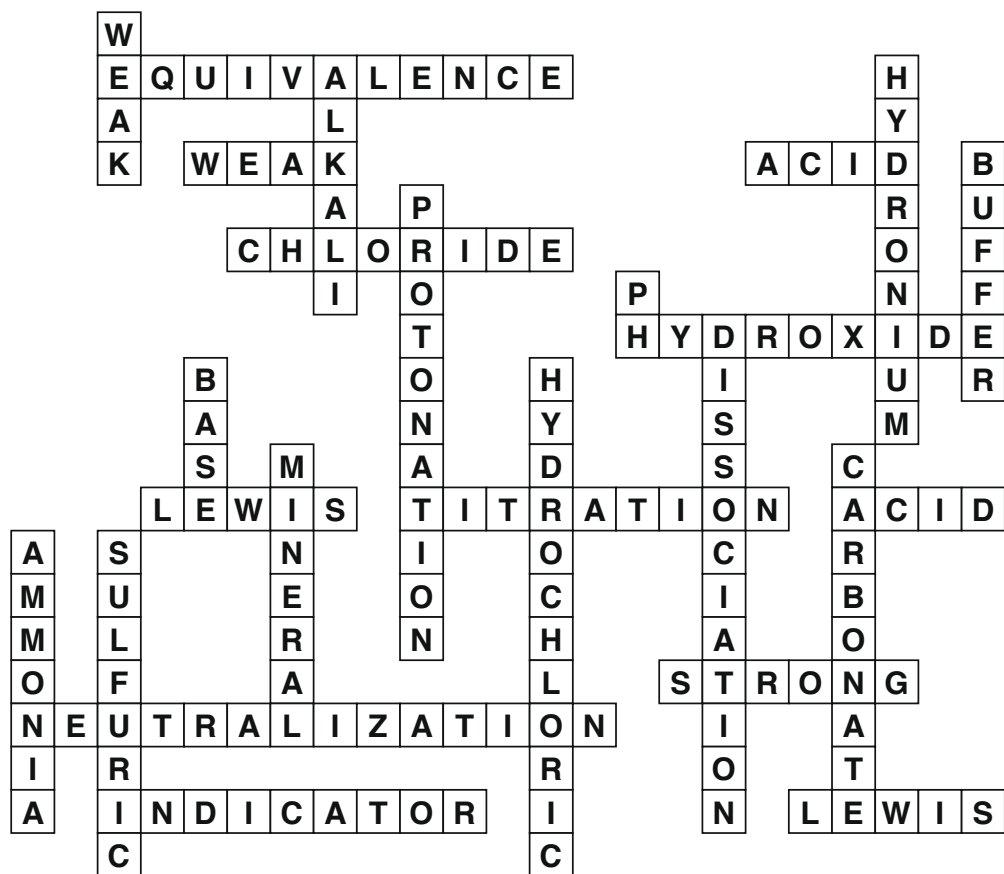 WEAK
EQUIVALENCE
ALKALI
HYDRONIUM
WEAK
ACID
BUFFER
PROTONATION
CHLORIDE
PH
HYDROXIDE
DISSOCIATION
BASE
HYDROCHLORIC
MINERAL
CARBONATE
LEWIS
TITRATION
ACID
AMMONIA
SULFURIC
STRONG
NEUTRALIZATION
INDICATOR
LEWIS